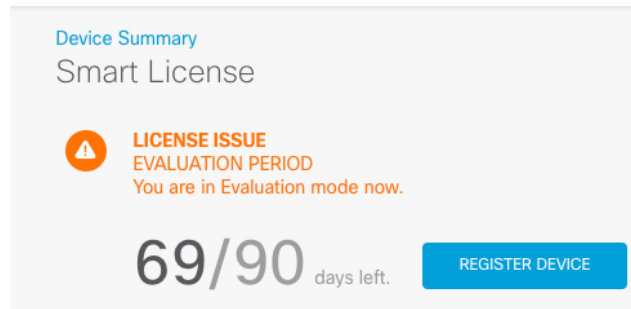 Device Summary
Smart License
LICENSE ISSUE
EVALUATION PERIOD
You are in Evaluation mode now.
69/90 days left.
REGISTER DEVICE